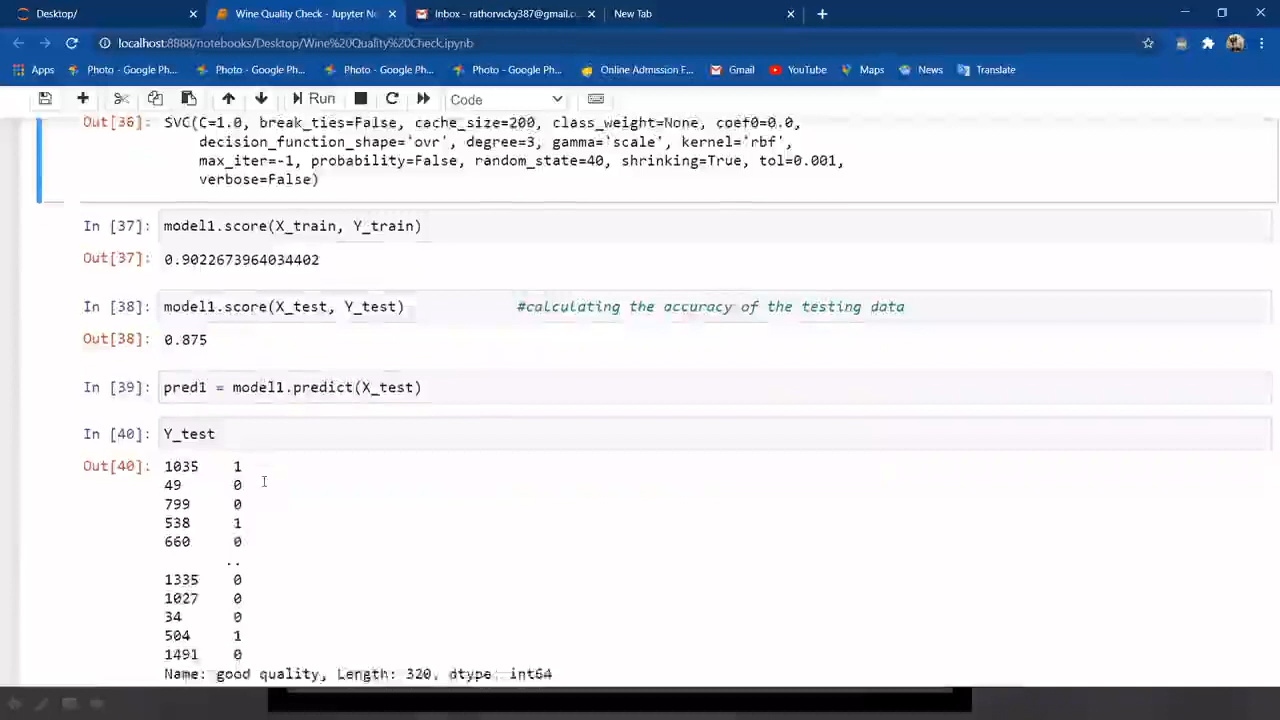 Desktop/
Wine Quality Check - Jupyter No
Inbox - rathorvicky387@gmail.co
New Tab
localhost:8888/notebooks/Desktop/Wine%20Quality%20Check.ipynb
Apps
Photo - Google Ph...
Photo - Google Ph...
Photo - Google Ph...
Photo - Google Ph...
Online Admission F...
Gmail
YouTube
Maps
News
Translate
Run
Code
Out[36]: SVC(C=1.0, break_ties=False, cache_size=200, class_weight=None, coef0=0.0,
decision_function_shape='ovr', degree=3, gamma='scale', kernel='rbf',
max_iter=-1, probability=False, random_state=40, shrinking=True, tol=0.001,
verbose=False)
In [37]: model1.score(X_train, Y_train)
Out[37]: 0.9022673964034402
In [38]: model1.score(X_test, Y_test) #calculating the accuracy of the testing data
Out[38]: 0.875
In [39]: pred1 = model1.predict(X_test)
In [40]: Y_test
Out[40]: 1035 1
49 0
799 0
538 1
660 0
..
1335 0
1027 0
34 0
504 1
1491 0
Name: good quality, Length: 320, dtype: int64